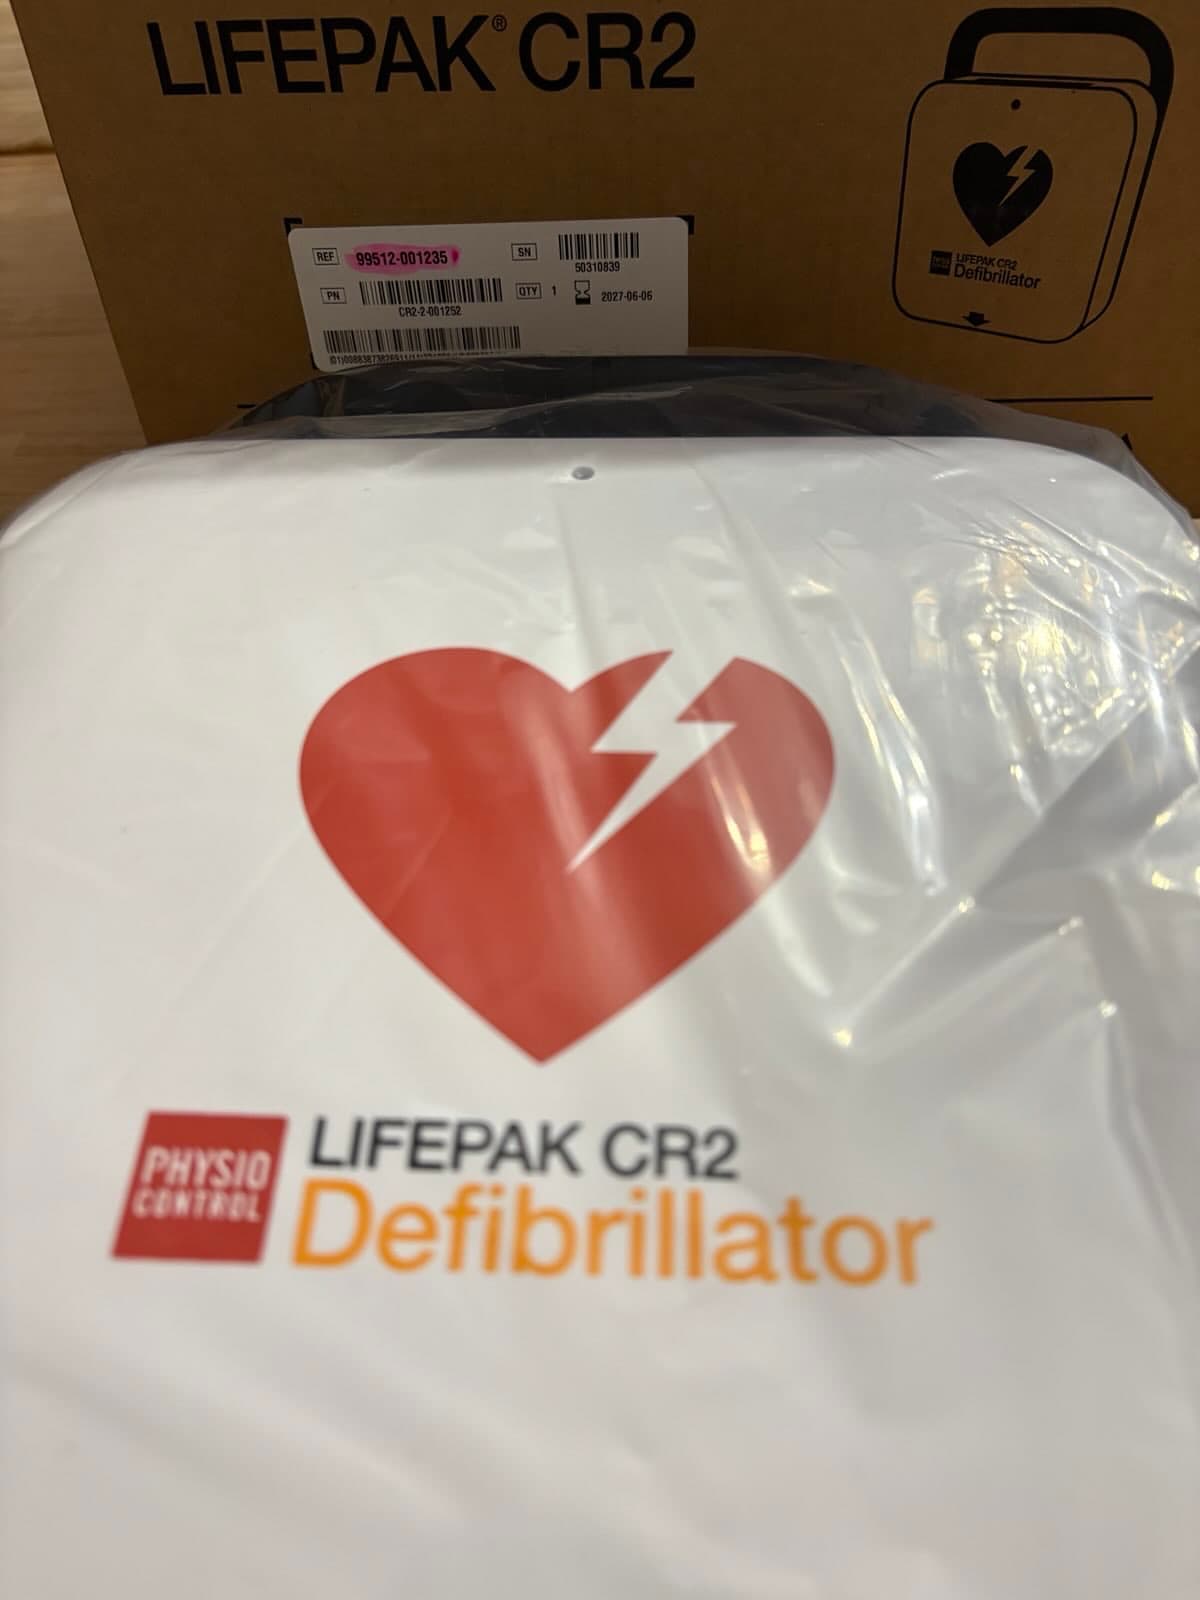 LIFEPAK® CR2
REF 99512-001235
SN
50310839
PN
CR2-2-001252
QTY 1
2027-06-06
LIFEPAK CR2
Defibrillator
PHYSIO
CONTROL
LIFEPAK CR2
Defibrillator